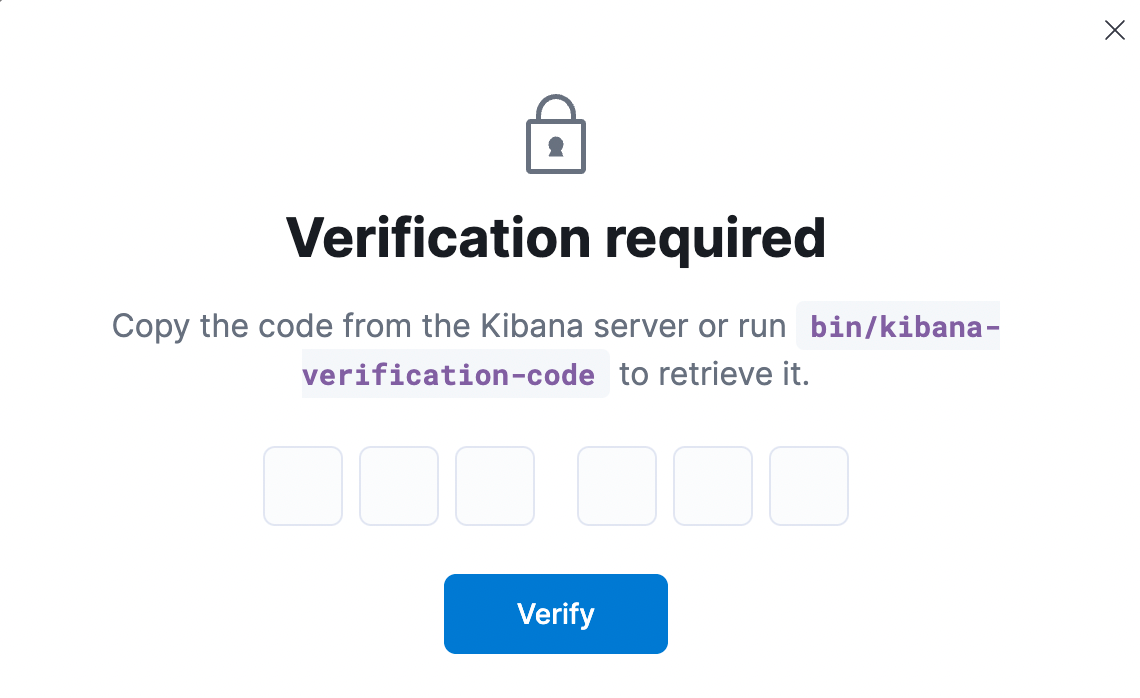 Verification required
Copy the code from the Kibana server or run bin/kibana-
verification-code to retrieve it.
Verify